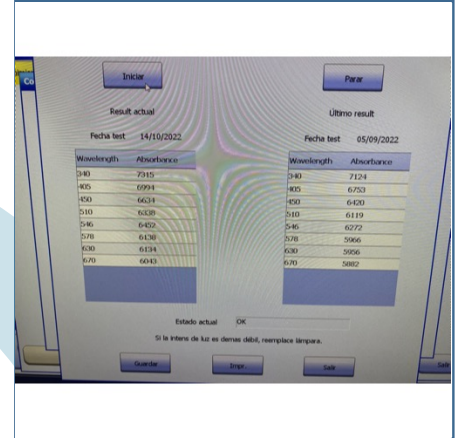 Co
Iniciar Parar
Result actual Último result
Fecha test 14/10/2022 Fecha test 05/09/2022
Wavelength Absorbance Wavelength Absorbance
340 7315 340 7124
405 6994 405 6753
450 6634 450 6420
510 6338 510 6119
546 6452 546 6272
578 6138 578 5966
630 6134 630 5956
670 6043 670 5882
Estado actual OK
Si la intens de luz es demas débil, reemplace lámpara.
Guardar Impr. Salir Salir